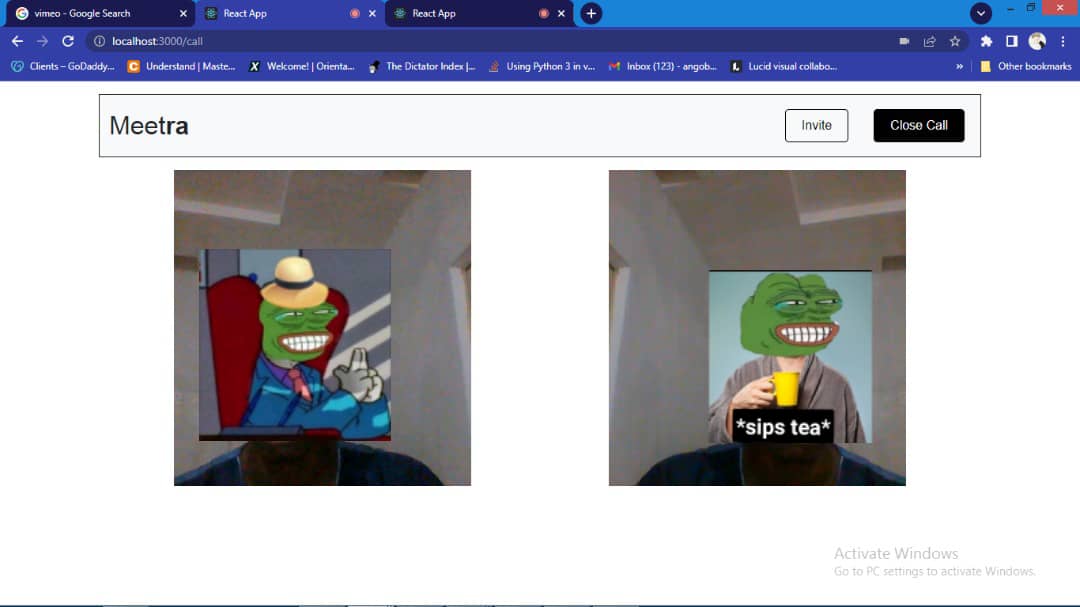 vimeo - Google Search
React App
React App
localhost:3000/call
Clients – GoDaddy...
Understand | Maste...
Welcome! | Orienta...
The Dictator Index |...
Using Python 3 in v...
Inbox (123) - angob...
Lucid visual collabo...
»
Other bookmarks
Meetra
Invite
Close Call
*sips tea*
Activate Windows
Go to PC settings to activate Windows.